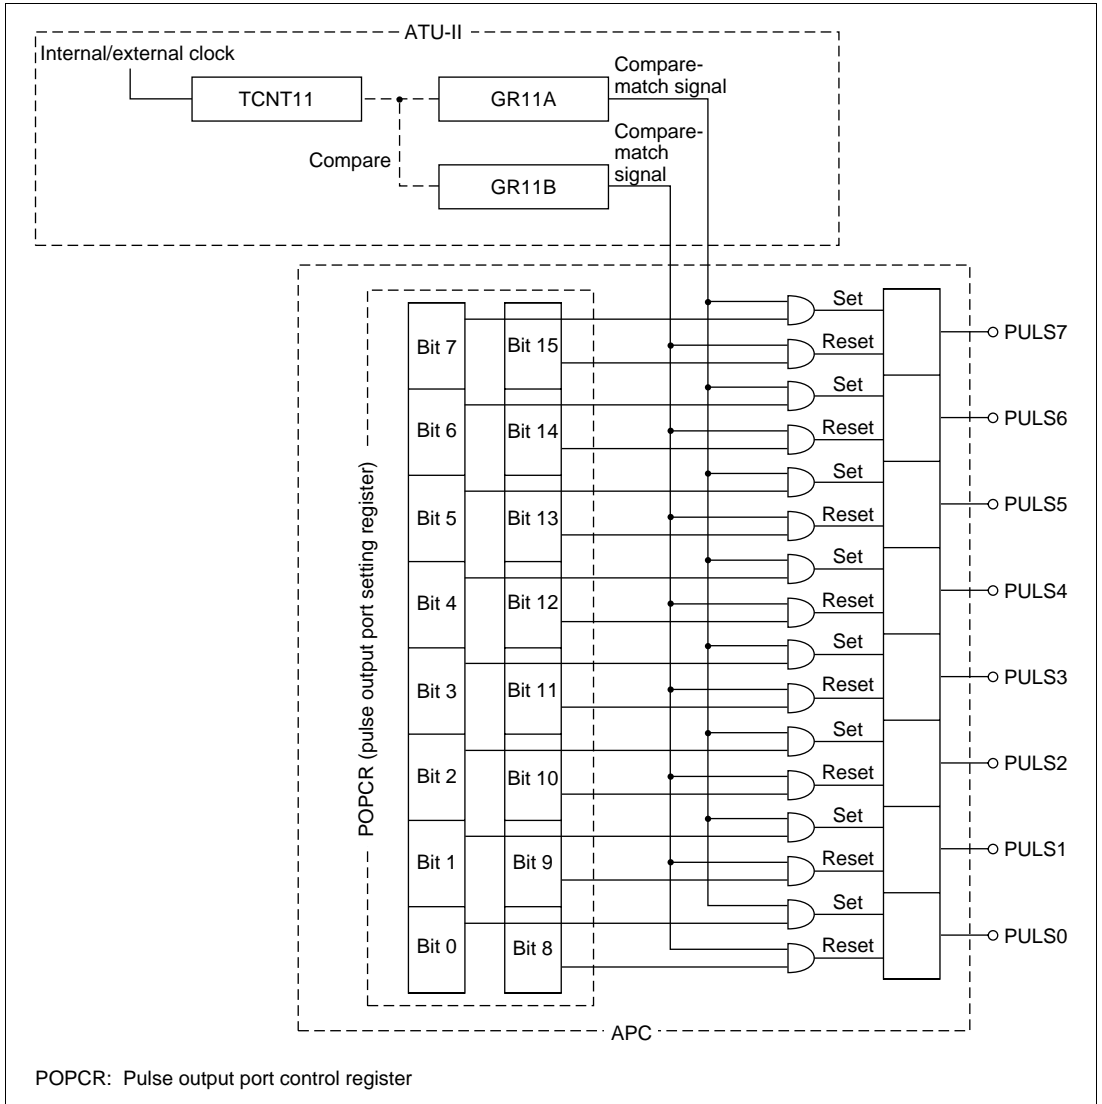 ATU-II
Internal/external clock
TCNT11
GR11A
Compare-
match signal
Compare
GR11B
Compare-
match
signal
POPCR (pulse output port setting register)
Bit 7
Bit 15
Set
Reset
PULS7
Bit 6
Bit 14
Set
Reset
PULS6
Bit 5
Bit 13
Set
Reset
PULS5
Bit 4
Bit 12
Set
Reset
PULS4
Bit 3
Bit 11
Set
Reset
PULS3
Bit 2
Bit 10
Set
Reset
PULS2
Bit 1
Bit 9
Set
Reset
PULS1
Bit 0
Bit 8
Set
Reset
PULS0
APC
POPCR: Pulse output port control register